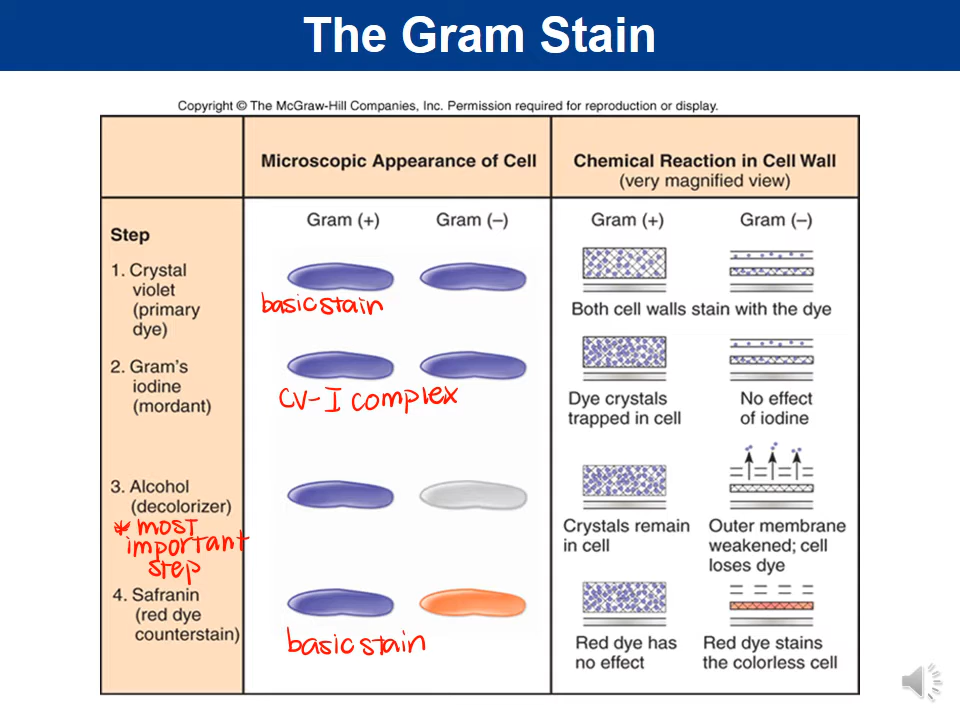 The Gram Stain
Copyright © The McGraw-Hill Companies, Inc. Permission required for reproduction or display.
Microscopic Appearance of Cell
Chemical Reaction in Cell Wall
(very magnified view)
Step
Gram (+)
Gram (–)
Gram (+)
Gram (–)
1. Crystal
violet
(primary
dye)
basic stain
Both cell walls stain with the dye
2. Gram's
iodine
(mordant)
CV-I complex
Dye crystals
trapped in cell
No effect
of iodine
3. Alcohol
(decolorizer)
* most
important
step
Crystals remain
in cell
Outer membrane
weakened; cell
loses dye
4. Safranin
(red dye
counterstain)
basic stain
Red dye has
no effect
Red dye stains
the colorless cell